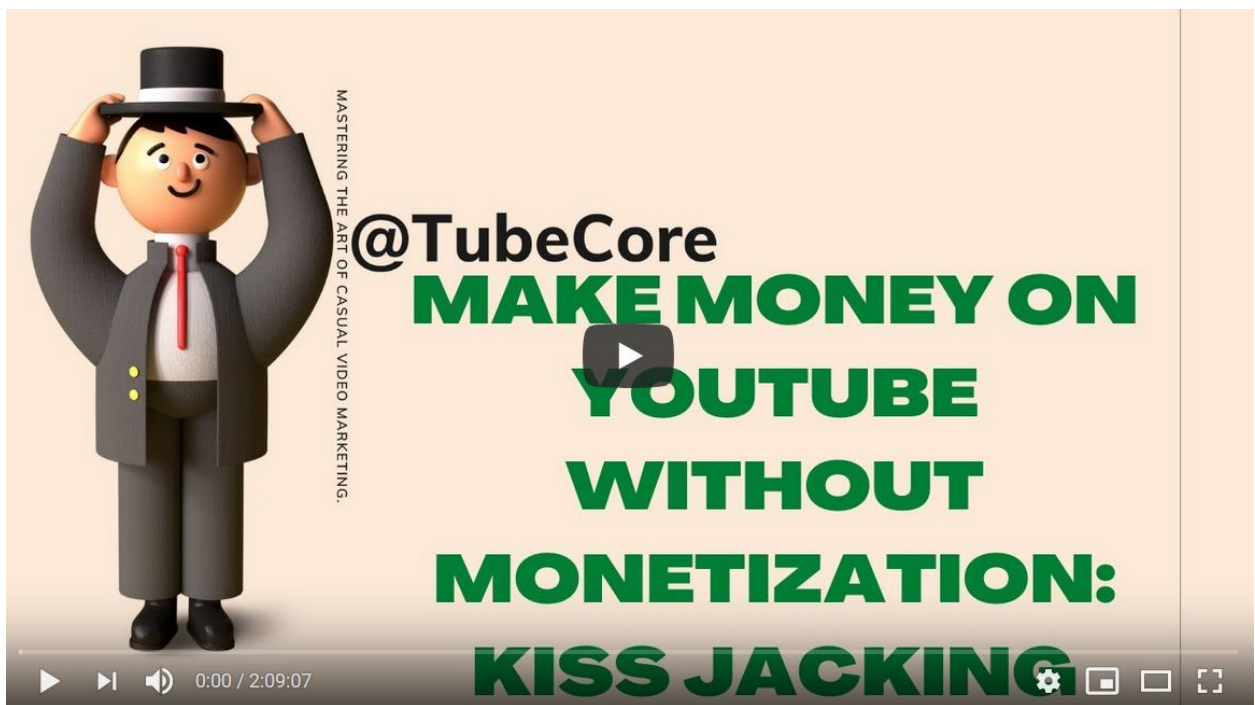 MASTERING THE ART OF CASUAL VIDEO MARKETING.
@TubeCore
MAKE MONEY ON
YOUTUBE
WITHOUT
MONETIZATION:
KISS JACKING
0:00 / 2:09:07